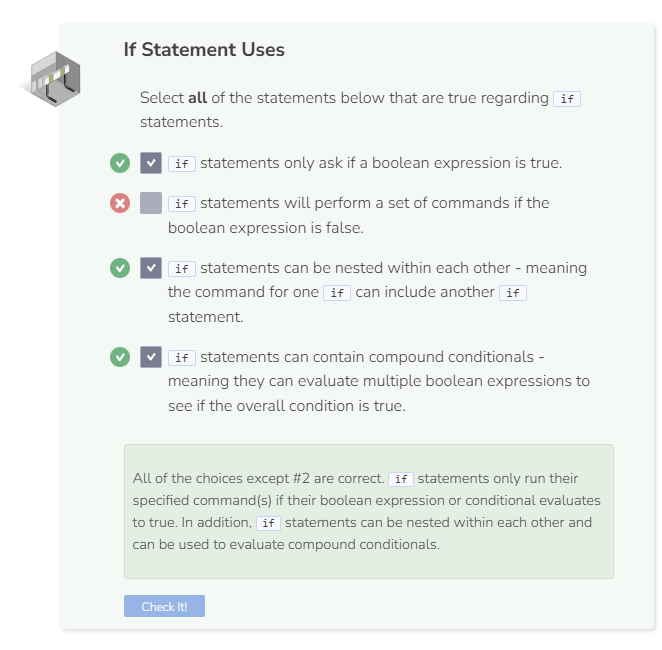 If Statement Uses
Select all of the statements below that are true regarding if
statements.
if statements only ask if a boolean expression is true.
if statements will perform a set of commands if the
boolean expression is false.
if statements can be nested within each other - meaning
the command for one if can include another if
statement.
if statements can contain compound conditionals -
meaning they can evaluate multiple boolean expressions to
see if the overall condition is true.
All of the choices except #2 are correct. if statements only run their
specified command(s) if their boolean expression or conditional evaluates
to true. In addition, if statements can be nested within each other and
can be used to evaluate compound conditionals.
Check It!